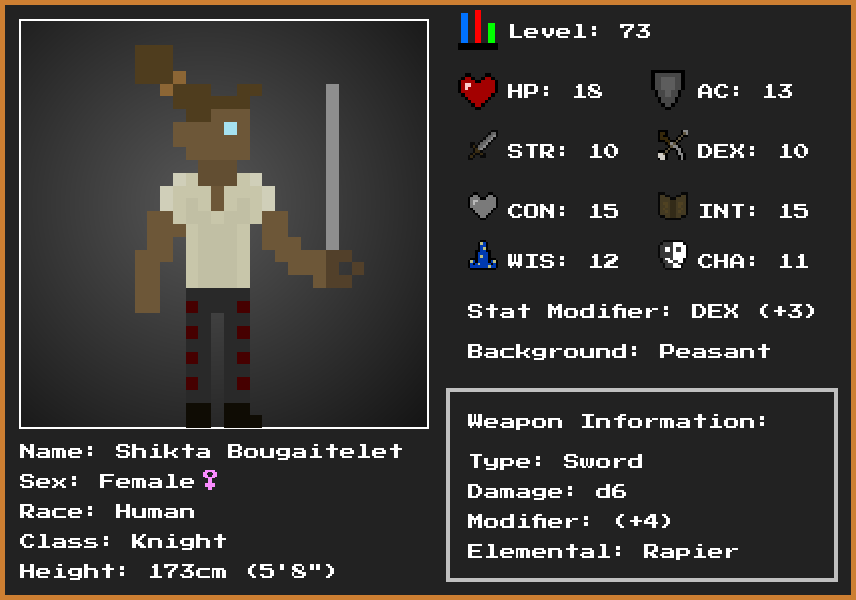 Level: 73
HP: 18 AC: 13
STR: 10 DEX: 10
CON: 15 INT: 15
WIS: 12 CHA: 11
Stat Modifier: DEX (+3)
Background: Peasant
Weapon Information:
Type: Sword
Damage: d6
Modifier: (+4)
Elemental: Rapier
Name: Shikta Bougaitelet
Sex: Female♀
Race: Human
Class: Knight
Height: 173cm (5'8")